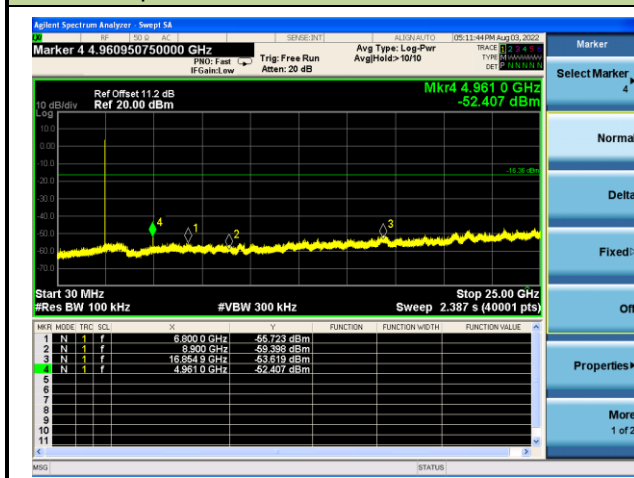 Agilent Spectrum Analyzer - Swept SA
RF 50 Ω AC SENSE:INT ALIGN AUTO 05:11:44 PM Aug 03, 2022
Marker 4 4.960950750000 GHz
PNO: Fast
IFGain:Low
Trig: Free Run
Atten: 20 dB
Avg Type: Log-Pwr
Avg|Hold:>10/10
TRACE 1 2 3 4 5 6
TYPE M
DET P N N N N N
Ref Offset 11.2 dB
Ref 20.00 dBm
10 dB/div
Log
Mkr4 4.961 0 GHz
-52.407 dBm
10.0
0.00
-10.0
-20.0
-30.0
-40.0
-50.0
-60.0
-70.0
4
1
2
3
Start 30 MHz
#Res BW 100 kHz
#VBW 300 kHz
Stop 25.00 GHz
Sweep 2.387 s (40001 pts)
MKR MODE TRC SCL X Y FUNCTION FUNCTION WIDTH FUNCTION VALUE
1 N 1 f 6.800 0 GHz -55.723 dBm
2 N 1 f 8.900 GHz -59.398 dBm
3 N 1 f 16.854 9 GHz -53.619 dBm
4 N 1 f 4.961 0 GHz -52.407 dBm
5
6
7
8
9
10
11
MSG STATUS
Marker
Select Marker
4
Normal
Delta
Fixed
Off
Properties
More
1 of 2